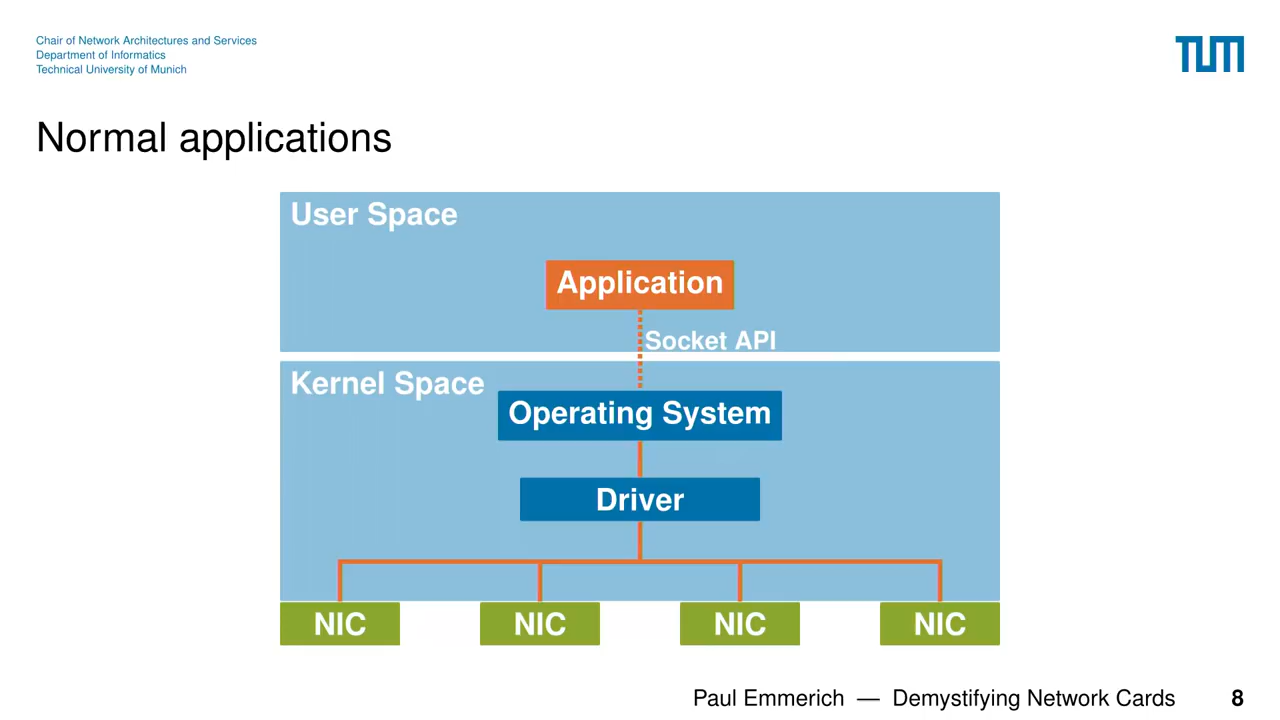 Chair of Network Architectures and Services
Department of Informatics
Technical University of Munich
TUM
Normal applications
User Space
Application
Socket API
Kernel Space
Operating System
Driver
NIC NIC NIC NIC
Paul Emmerich — Demystifying Network Cards 8